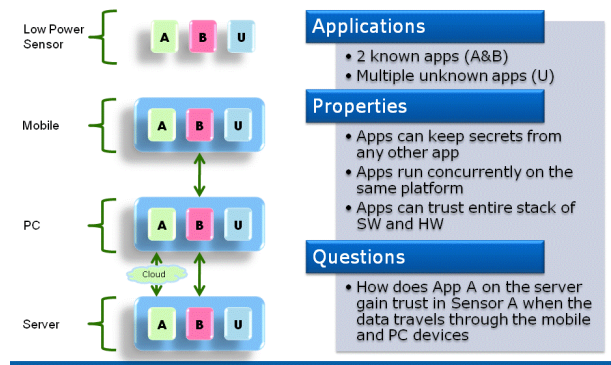 Low Power
Sensor
A B U
Mobile
A B U
PC
A B U
Cloud
Server
A B U
Applications
• 2 known apps (A&B)
• Multiple unknown apps (U)
Properties
• Apps can keep secrets from
any other app
• Apps run concurrently on the
same platform
• Apps can trust entire stack of
SW and HW
Questions
• How does App A on the server
gain trust in Sensor A when the
data travels through the mobile
and PC devices